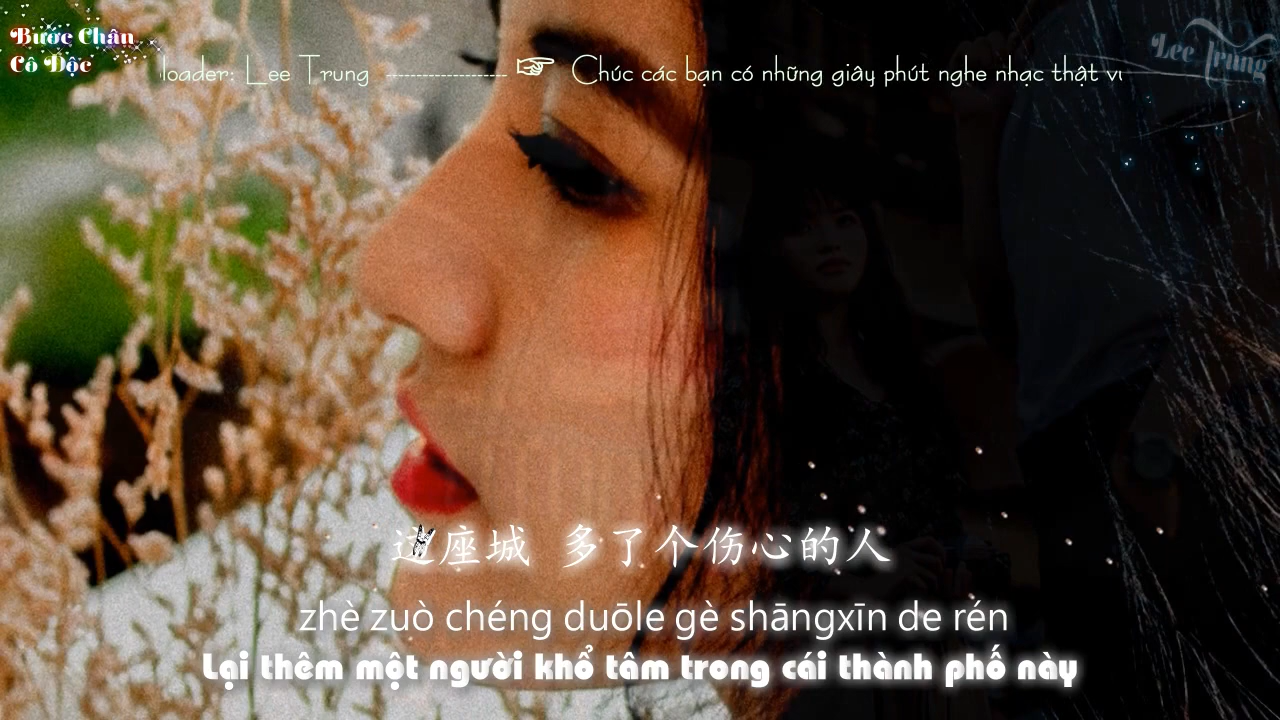 Bước Chân
Cô Độc
loader: Lee Trung -------------------- ☞ Chúc các bạn có những giây phút nghe nhạc thật vu
Lee Trung
这座城 多了个伤心的人
zhè zuò chéng duōle gè shāngxīn de rén
Lại thêm một người khổ tâm trong cái thành phố này